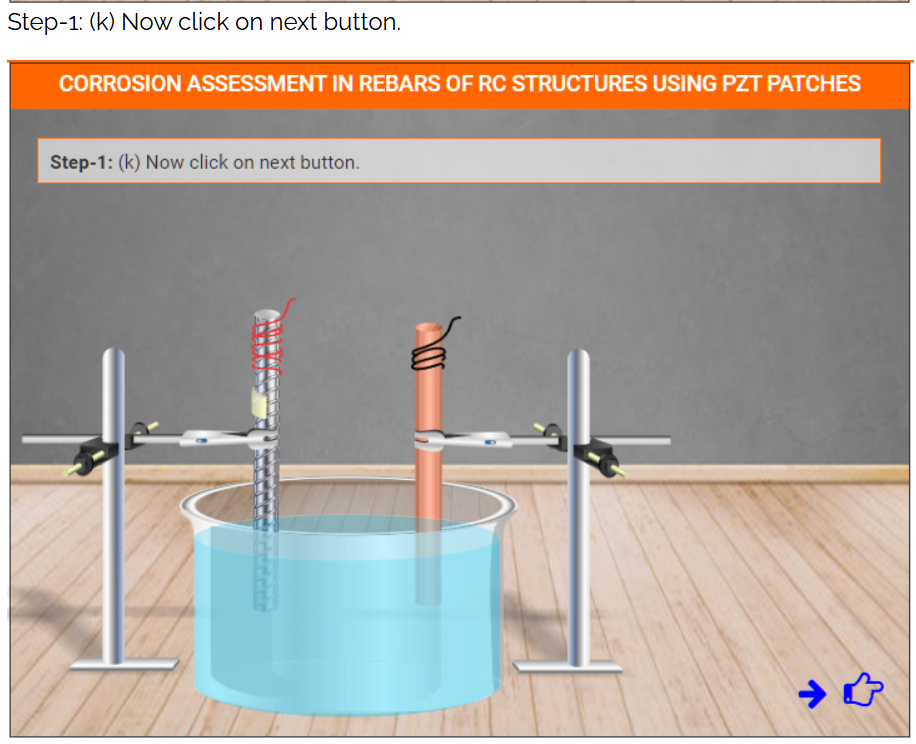 Step-1: (k) Now click on next button.
CORROSION ASSESSMENT IN REBARS OF RC STRUCTURES USING PZT PATCHES
Step-1: (k) Now click on next button.